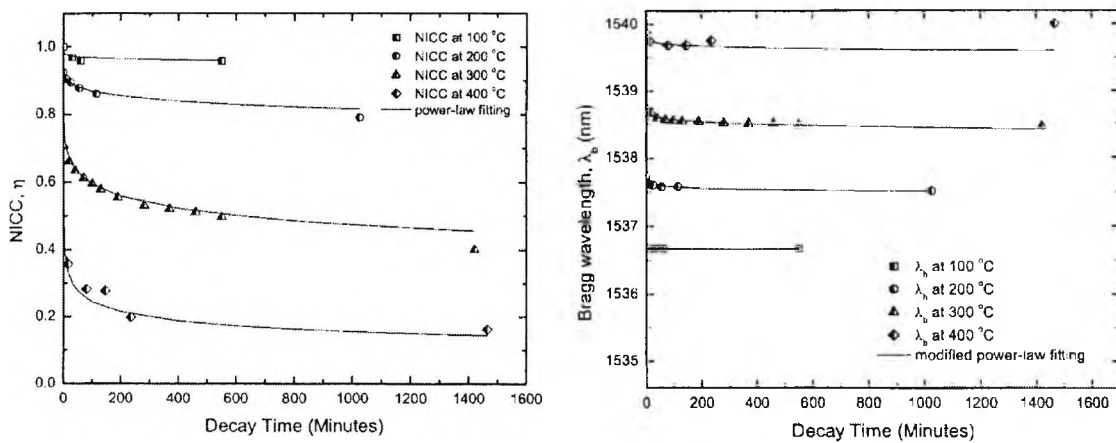 1.0
0.8
0.6
0.4
0.2
0.0
NICC, η
NICC at 100 °C
NICC at 200 °C
NICC at 300 °C
NICC at 400 °C
power-law fitting
0 200 400 600 800 1000 1200 1400 1600
Decay Time (Minutes)
1540
1539
1538
1537
1536
1535
Bragg wavelength, λb (nm)
λb at 100 °C
λb at 200 °C
λb at 300 °C
λb at 400 °C
modified power-law fitting
0 200 400 600 800 1000 1200 1400 1600
Decay Time (Minutes)